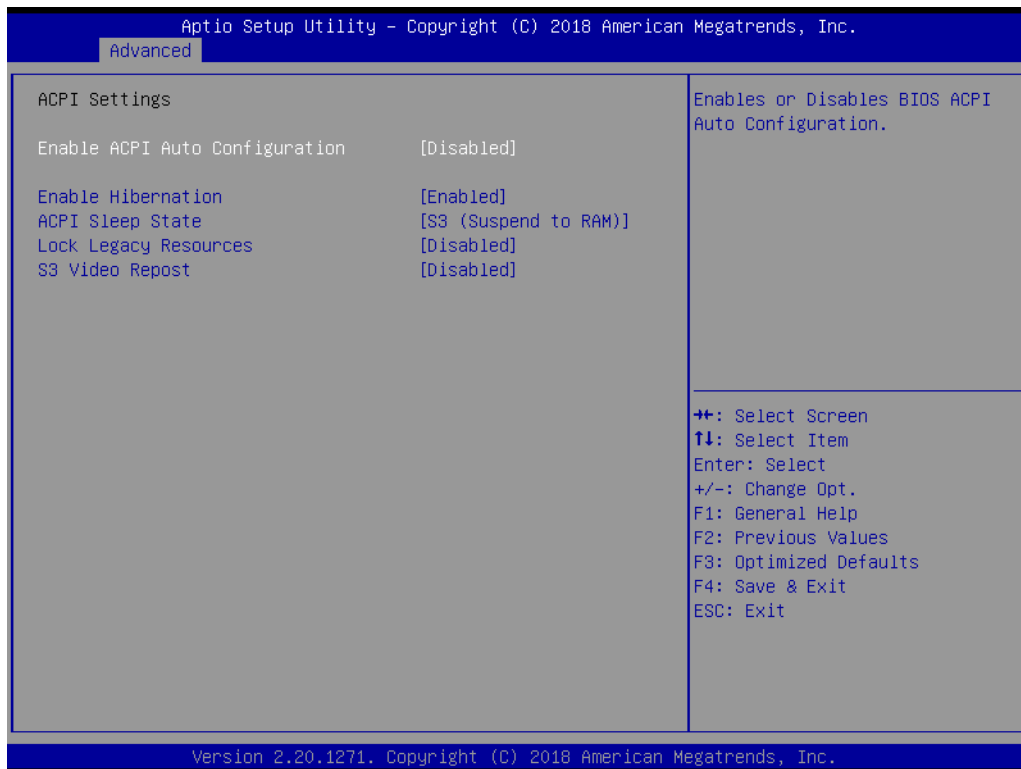 Aptio Setup Utility – Copyright (C) 2018 American Megatrends, Inc.
Advanced
ACPI Settings
Enable ACPI Auto Configuration [Disabled]
Enable Hibernation [Enabled]
ACPI Sleep State [S3 (Suspend to RAM)]
Lock Legacy Resources [Disabled]
S3 Video Repost [Disabled]
Enables or Disables BIOS ACPI
Auto Configuration.
→←: Select Screen
↑↓: Select Item
Enter: Select
+/-: Change Opt.
F1: General Help
F2: Previous Values
F3: Optimized Defaults
F4: Save & Exit
ESC: Exit
Version 2.20.1271. Copyright (C) 2018 American Megatrends, Inc.